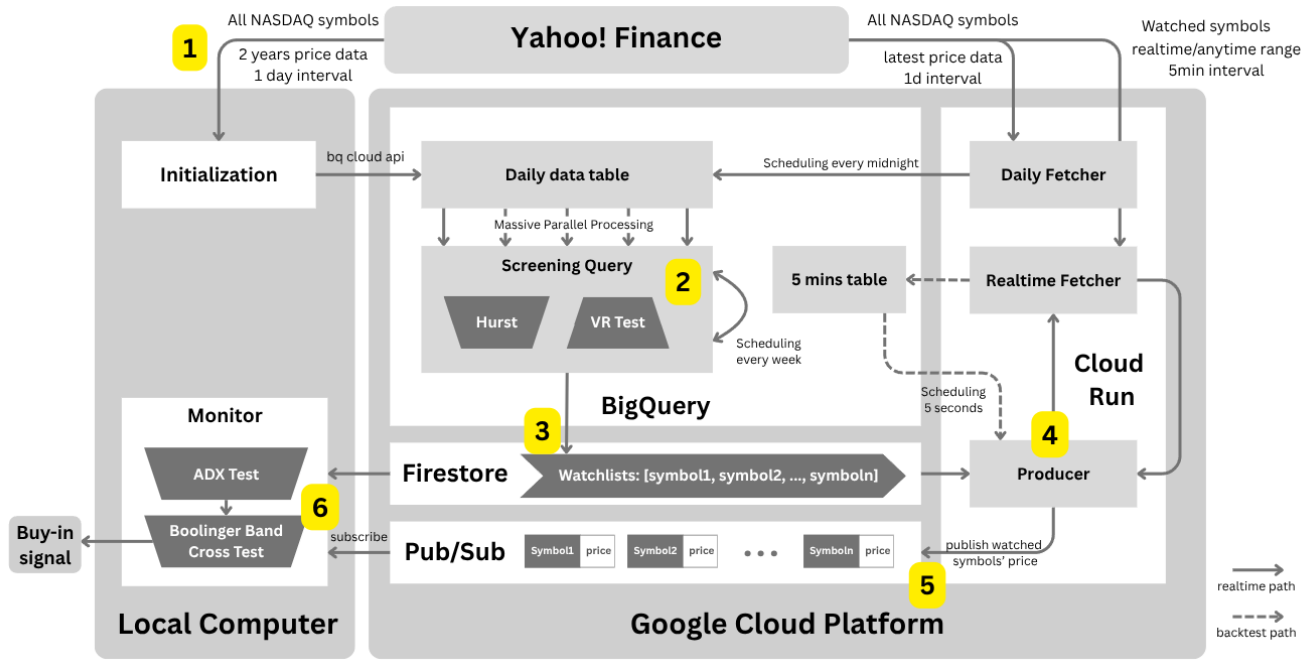 All NASDAQ symbols
Yahoo! Finance
All NASDAQ symbols
Watched symbols
realtime/anytime range
5min interval
1
2 years price data
1 day interval
latest price data
1d interval
Initialization
bq cloud api
Daily data table
Scheduling every midnight
Daily Fetcher
Massive Parallel Processing
Screening Query
2
Hurst
VR Test
Scheduling
every week
5 mins table
Realtime Fetcher
Cloud
Run
Scheduling
5 seconds
BigQuery
Monitor
ADX Test
6
Boolinger Band
Cross Test
Buy-in
signal
3
Firestore
Watchlists: [symbol1, symbol2, ..., symboln]
4
Producer
subscribe
Pub/Sub
Symbol1
price
Symbol2
price
Symboln
price
publish watched
symbols' price
5
realtime path
backtest path
Local Computer
Google Cloud Platform